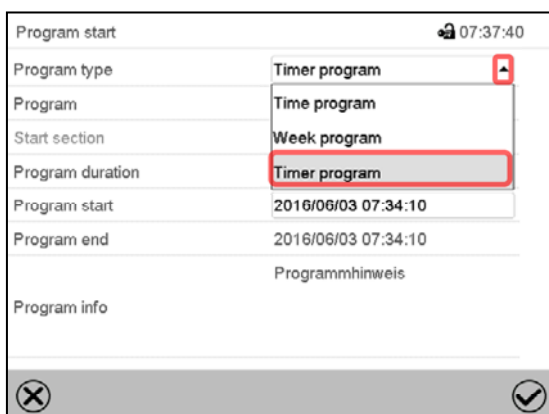 Program start 07:37:40
Program type Timer program
Program Time program
Start section Week program
Program duration Timer program
Program start 2016/06/03 07:34:10
Program end 2016/06/03 07:34:10
Programmhinweis
Program info